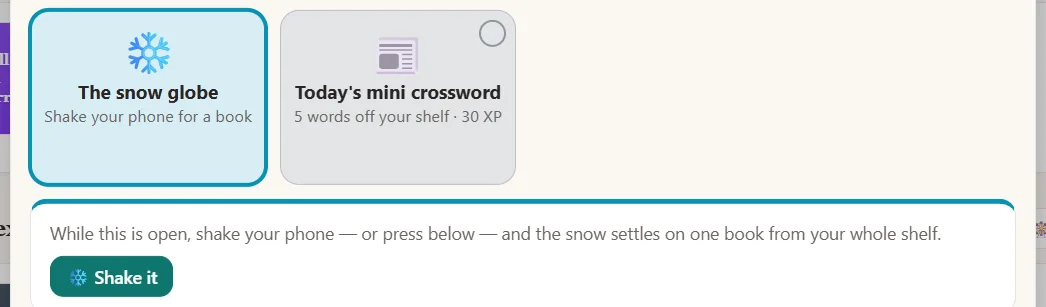 The snow globe
Shake your phone for a book
Today's mini crossword
5 words off your shelf · 30 XP
While this is open, shake your phone — or press below — and the snow settles on one book from your whole shelf.
Shake it